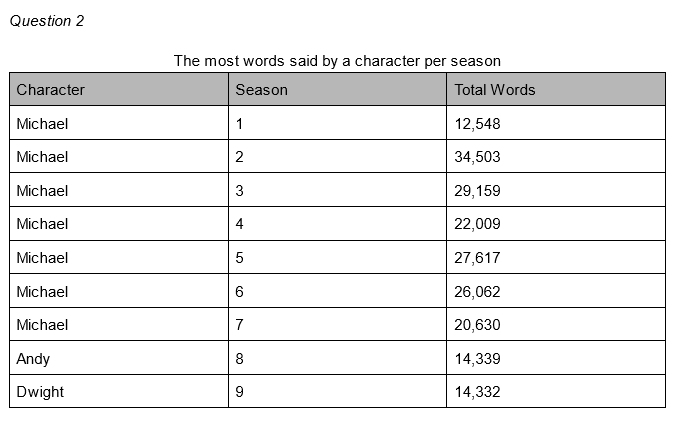 Question 2
The most words said by a character per season
Character Season Total Words
Michael 1 12,548
Michael 2 34,503
Michael 3 29,159
Michael 4 22,009
Michael 5 27,617
Michael 6 26,062
Michael 7 20,630
Andy 8 14,339
Dwight 9 14,332